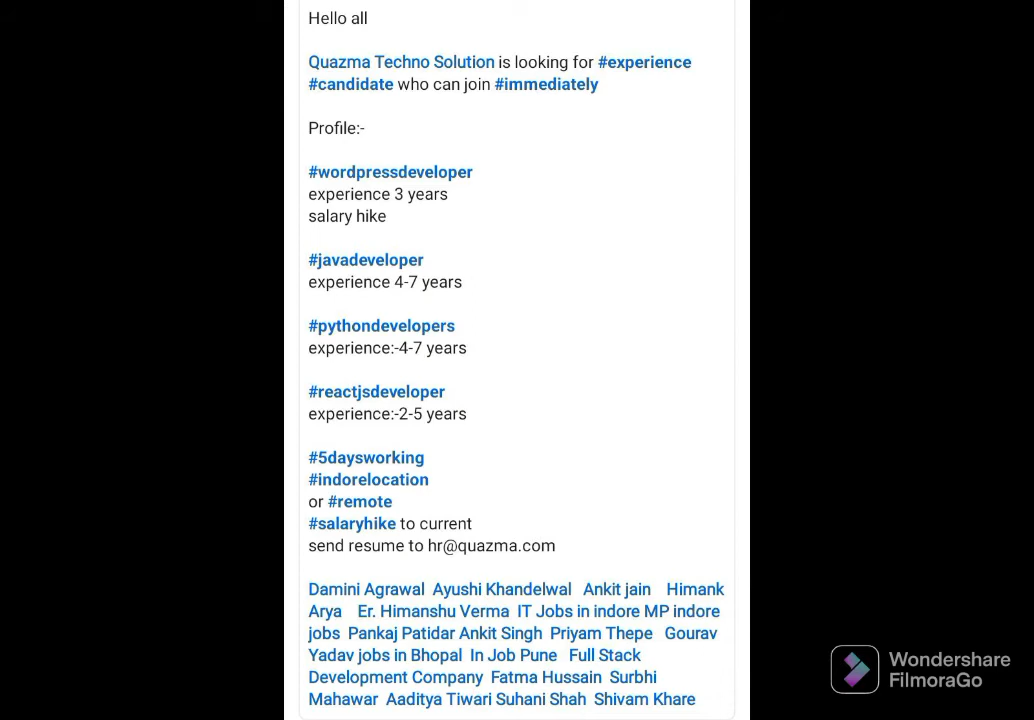 Hello all
Quazma Techno Solution is looking for #experience
#candidate who can join #immediately
Profile:-
#wordpressdeveloper
experience 3 years
salary hike
#javadeveloper
experience 4-7 years
#pythondevelopers
experience:-4-7 years
#reactjsdeveloper
experience:-2-5 years
#5daysworking
#indorelocation
or #remote
#salaryhike to current
send resume to hr@quazma.com
Damini Agrawal Ayushi Khandelwal Ankit jain Himank
Arya Er. Himanshu Verma IT Jobs in indore MP indore
jobs Pankaj Patidar Ankit Singh Priyam Thepe Gourav
Yadav jobs in Bhopal In Job Pune Full Stack
Development Company Fatma Hussain Surbhi
Mahawar Aaditya Tiwari Suhani Shah Shivam Khare
Wondershare
FilmoraGo